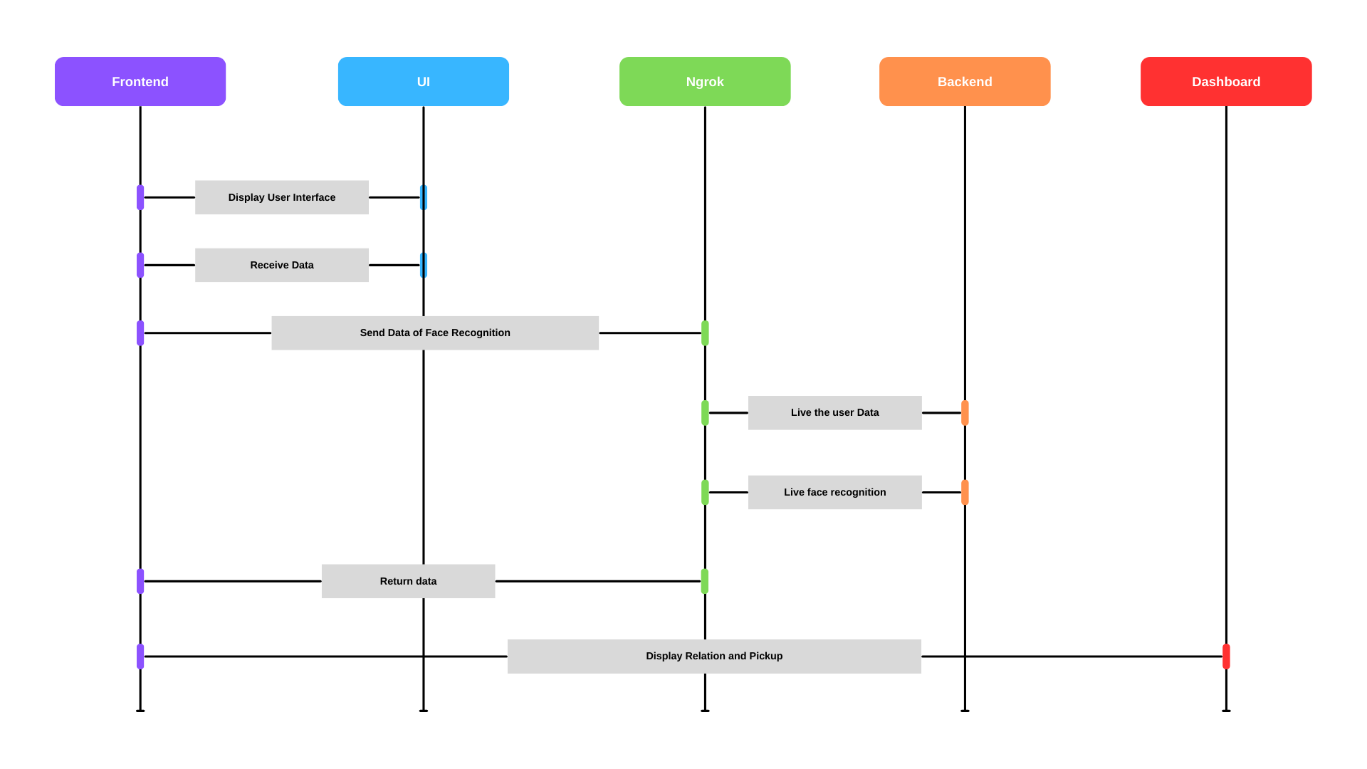 Frontend
UI
Ngrok
Backend
Dashboard
Display User Interface
Receive Data
Send Data of Face Recognition
Live the user Data
Live face recognition
Return data
Display Relation and Pickup